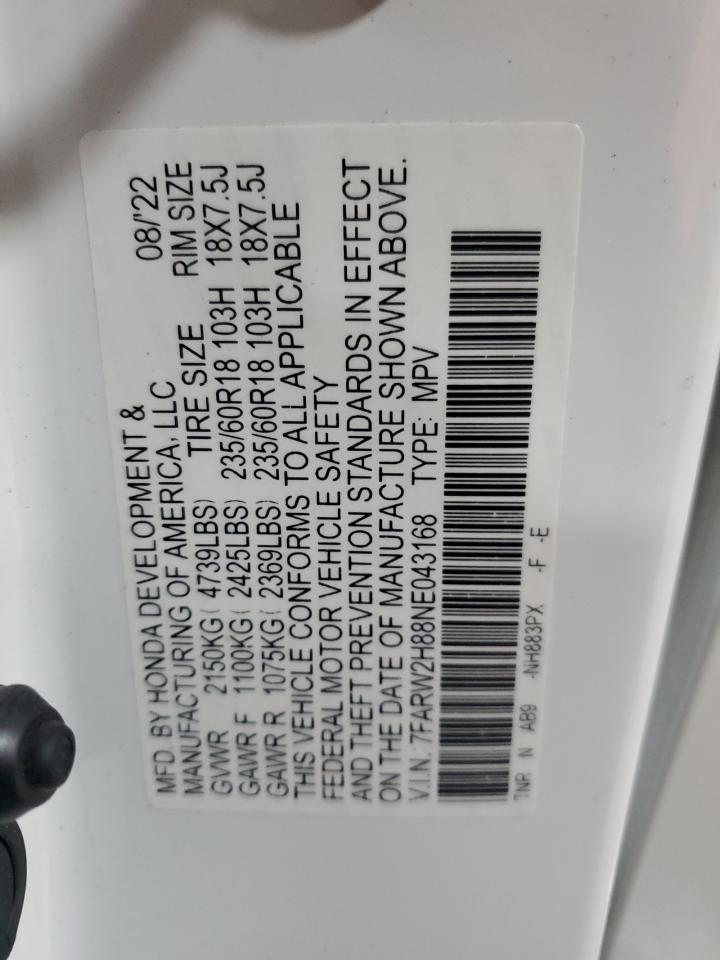 MFD. BY HONDA DEVELOPMENT & 08/'22
MANUFACTURING OF AMERICA, LLC
TIRE SIZE RIM SIZE
GVWR 2150KG( 4739LBS)
GAWR F 1100KG( 2425LBS) 235/60R18 103H 18X7.5J
GAWR R 1075KG( 2369LBS) 235/60R18 103H 18X7.5J
THIS VEHICLE CONFORMS TO ALL APPLICABLE
FEDERAL MOTOR VEHICLE SAFETY
AND THEFT PREVENTION STANDARDS IN EFFECT
ON THE DATE OF MANUFACTURE SHOWN ABOVE.
V.I.N.: 7FARW2H88NE043168 TYPE: MPV
TNR N AB9 -NH883PX -F -E